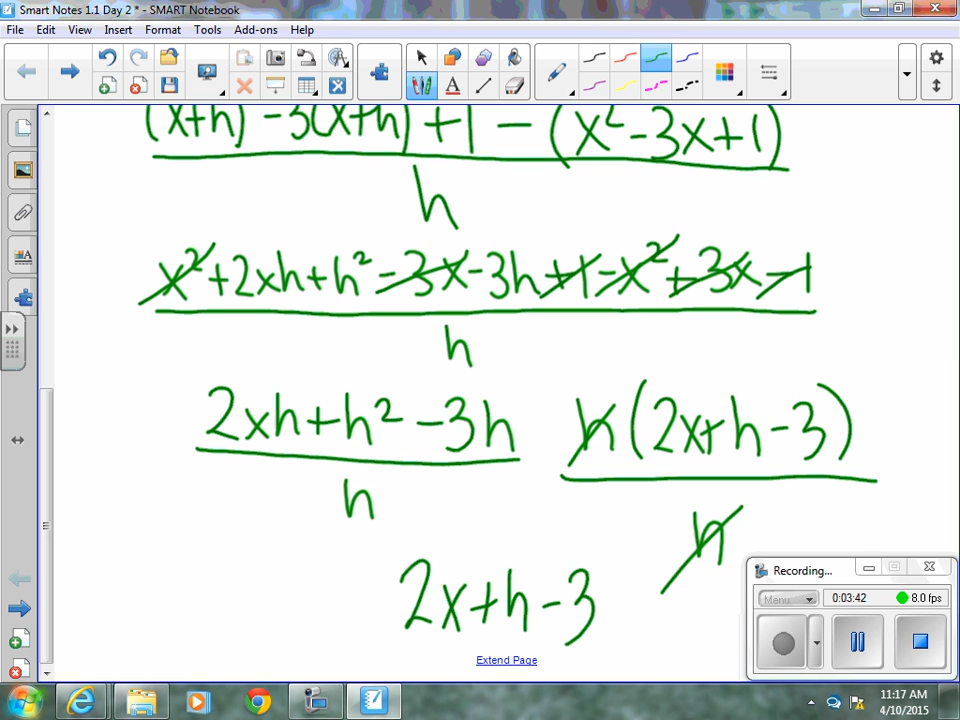 Smart Notes 1.1 Day 2 * - SMART Notebook
File Edit View Insert Format Tools Add-ons Help
(x+h) - 3(x+h) + 1 - (x² - 3x + 1)
h
x² + 2xh + h² - 3x - 3h + 1 - x² + 3x - 1
h
2xh + h² - 3h h(2x + h - 3)
h h
2x + h - 3
Recording...
Menu 0:03:42 8.0 fps
Extend Page
11:17 AM
4/10/2015